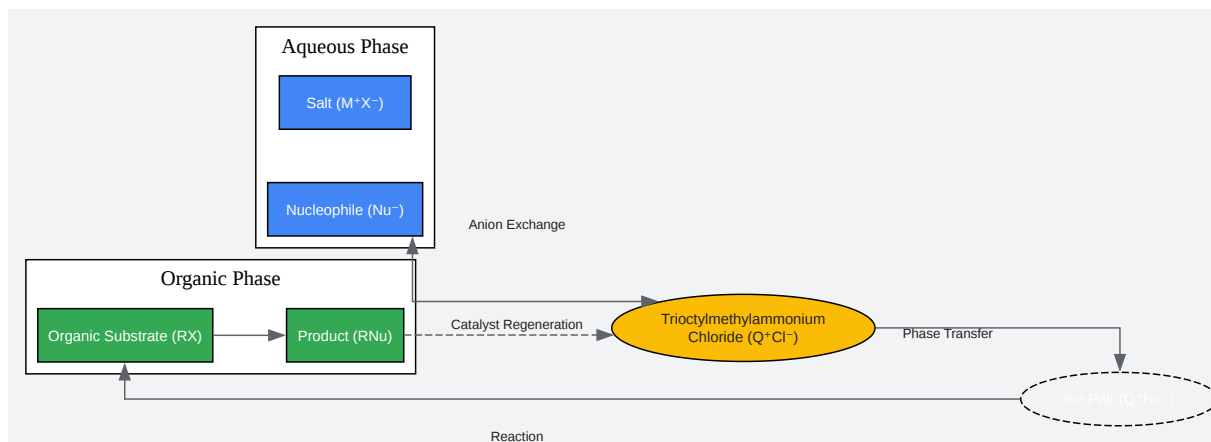 Aqueous Phase
Salt (M⁺X⁻)
Nucleophile (Nu⁻)
Anion Exchange
Organic Phase
Organic Substrate (RX)
Product (RNu)
Catalyst Regeneration
Trioctylmethylammonium
Chloride (Q⁺Cl⁻)
Phase Transfer
Ion Pair (Q⁺Nu⁻)
Reaction